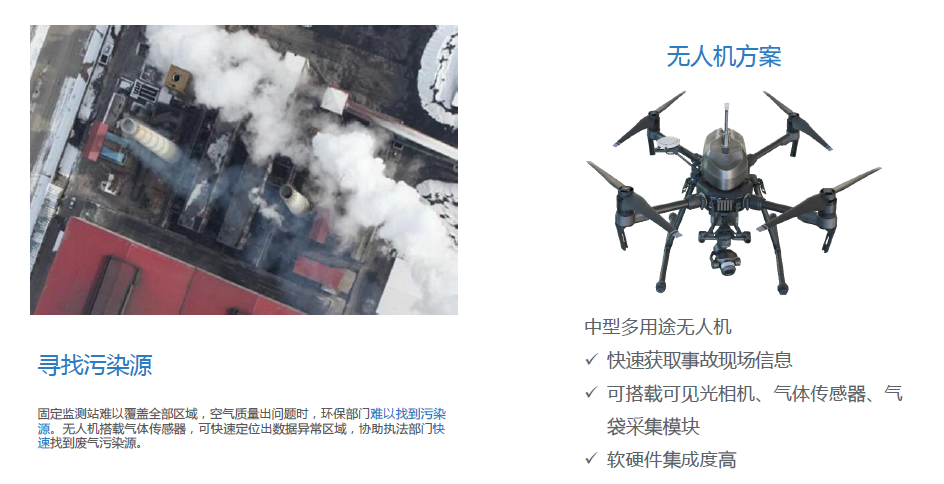 无人机方案
寻找污染源
固定监测站难以覆盖全部区域，空气质量出问题时，环保部门难以找到污染
源。无人机搭载气体传感器，可快速定位出数据异常区域，协助执法部门快
速找到废气污染源。
中型多用途无人机
✓ 快速获取事故现场信息
✓ 可搭载可见光相机、气体传感器、气
袋采集模块
✓ 软硬件集成度高